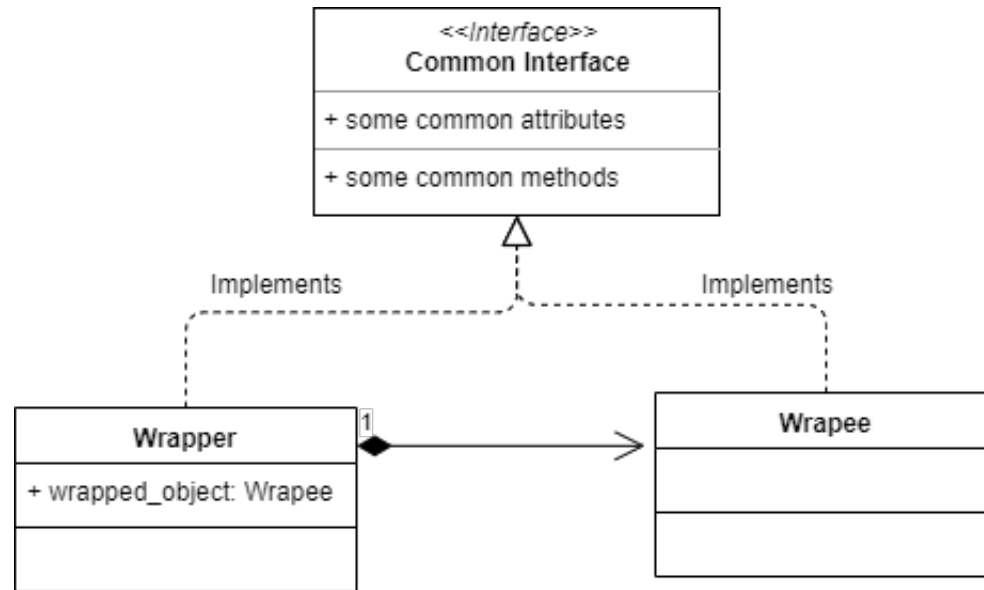 <<Interface>>
Common Interface
+ some common attributes
+ some common methods
Implements
Implements
Wrapper
1
Wrapee
+ wrapped_object: Wrapee